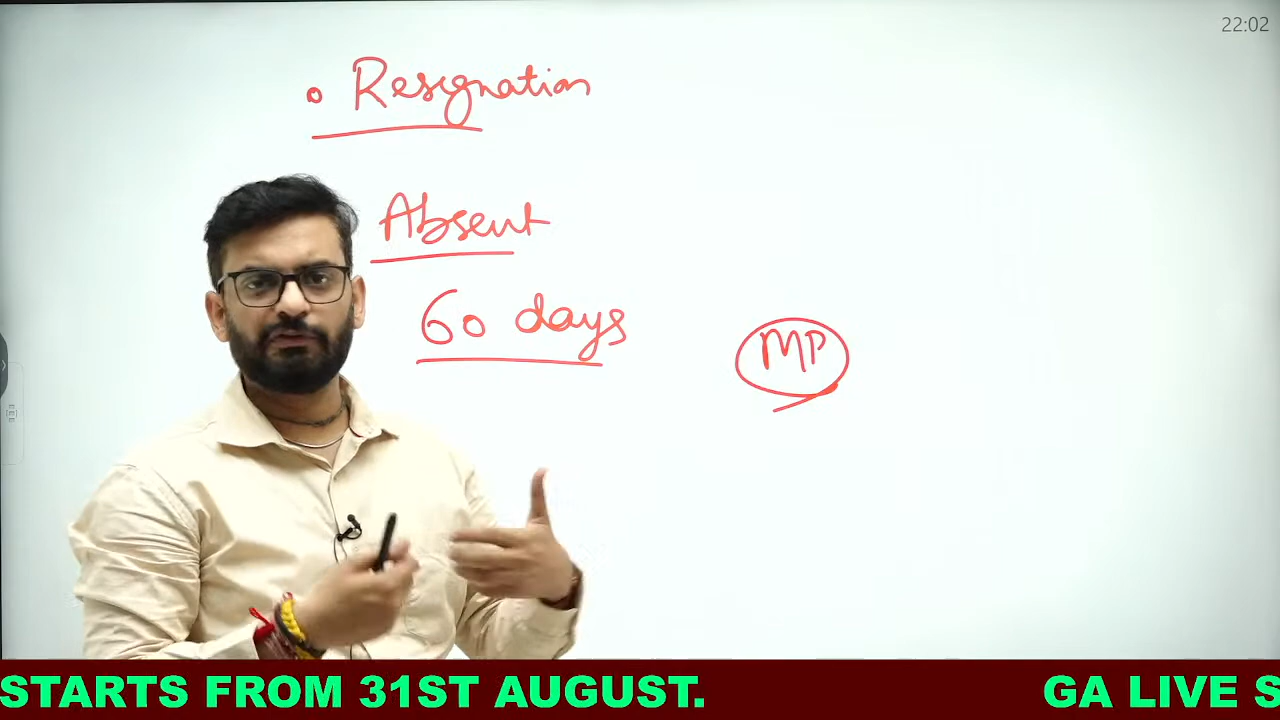 22:02
• Resignation
Absent
60 days
MP
STARTS FROM 31ST AUGUST. GA LIVE S